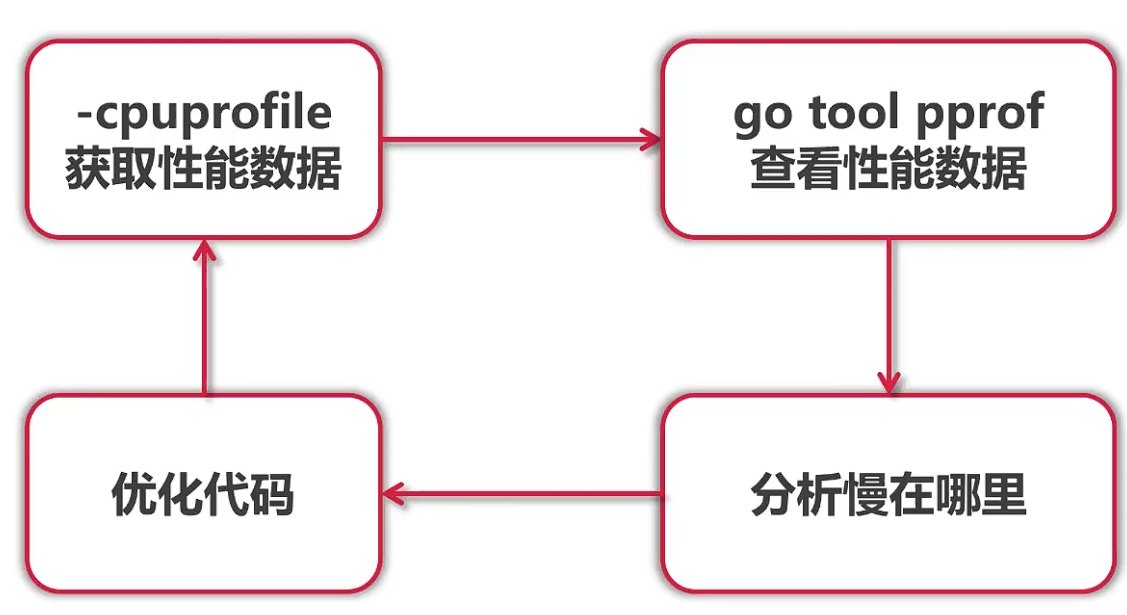 -cpuprofile
获取性能数据
go tool pprof
查看性能数据
分析慢在哪里
优化代码